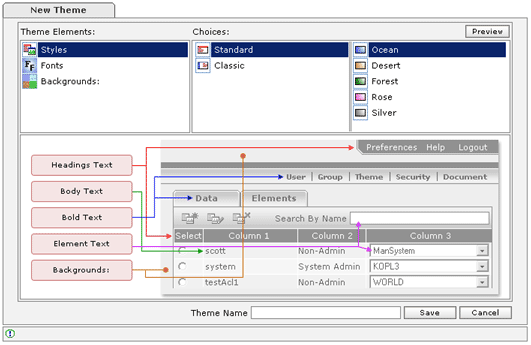 New Theme
Theme Elements:
Choices:
Preview
Styles
Standard
Ocean
Fonts
Classic
Desert
Backgrounds:
Forest
Rose
Silver
Preferences Help Logout
Headings Text
User Group Theme Security Document
Body Text
Data Elements
Bold Text
Search By Name
Element Text
Select Column 1 Column 2 Column 3
scott Non-Admin ManSystem
Backgrounds:
system System Admin KOPL3
testAcl1 Non-Admin WORLD
Theme Name
Save
Cancel